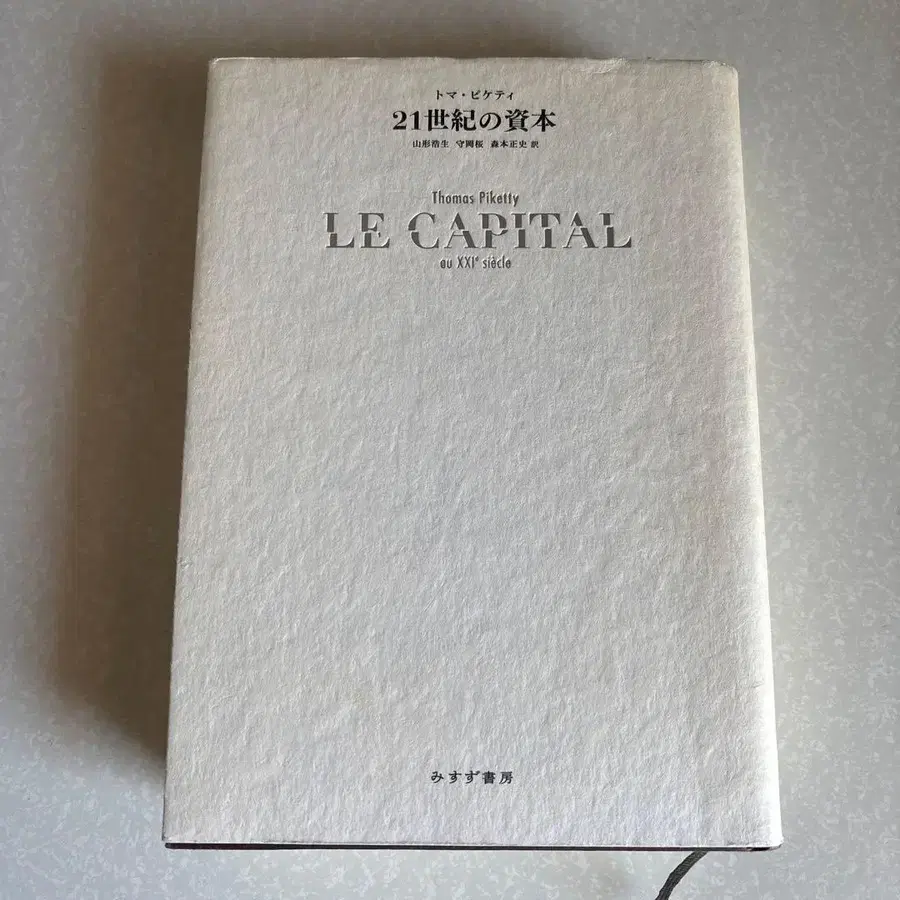 トマ・ピケティ
21世紀の資本
山形浩生 守岡桜 森本正史 訳
Thomas Piketty
LE CAPITAL
au XXIe siècle
みすず書房